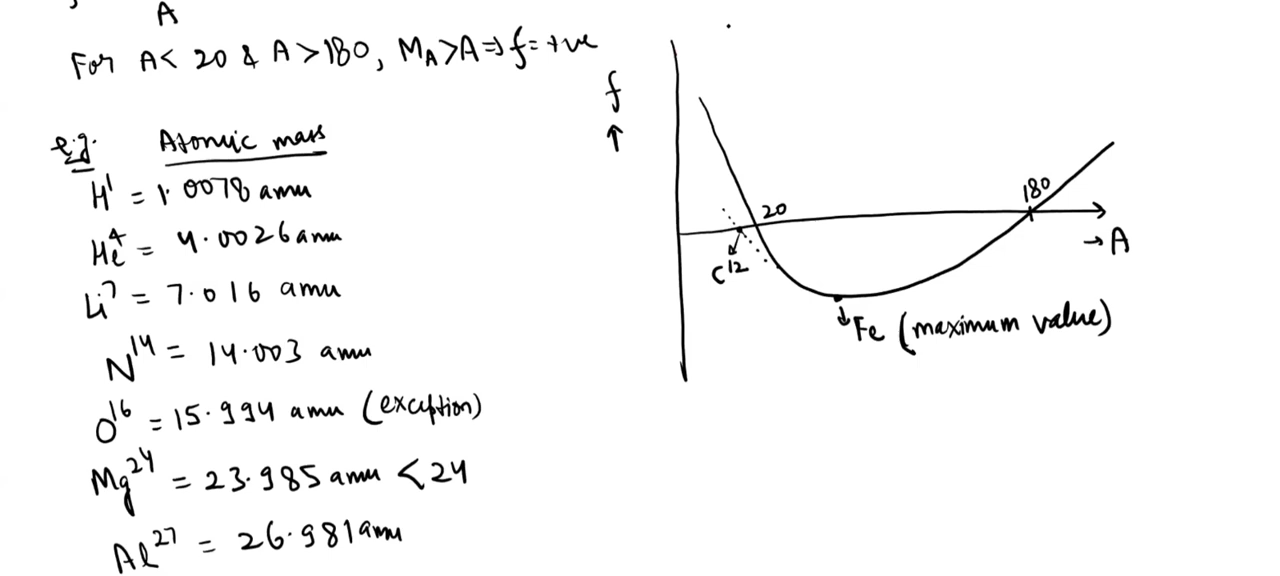 A
For A< 20 & A >180, M_A>A ⇒ f= +ve
e.g. Atomic mass
H¹ = 1.0078 amu
He⁴ = 4.0026 amu
Li⁷ = 7.016 amu
N¹⁴ = 14.003 amu
O¹⁶ = 15.994 amu (exception)
Mg²⁴ = 23.985 amu <24
Al²⁷ = 26.981 amu
f
↑
20
180
→ A
C¹²
Fe (maximum value)